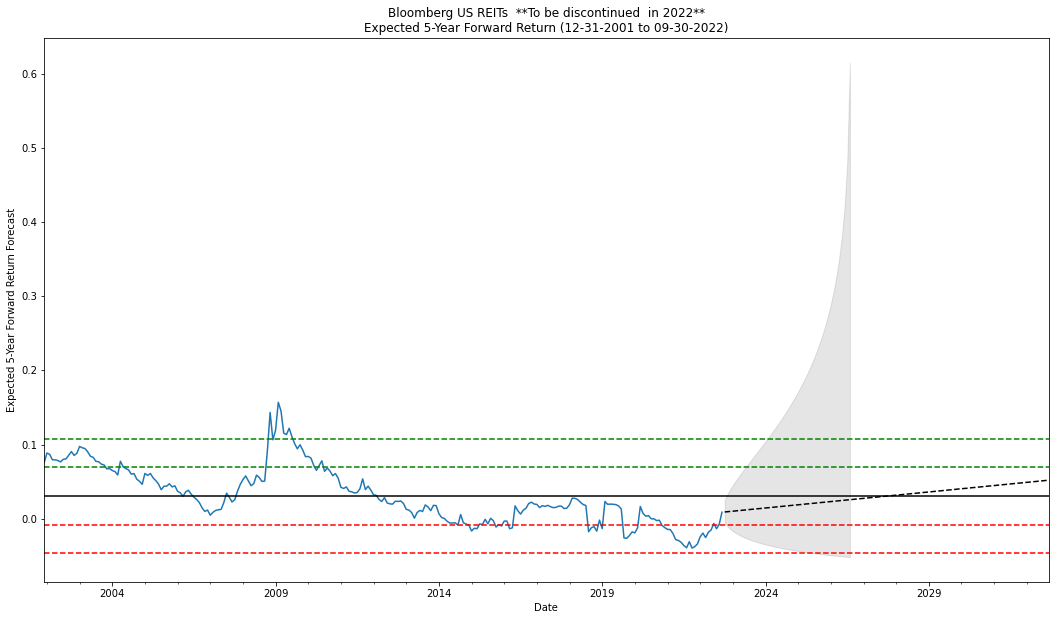 Bloomberg US REITs  **To be discontinued  in 2022**
Expected 5-Year Forward Return (12-31-2001 to 09-30-2022)
Expected 5-Year Forward Return Forecast
0.6
0.5
0.4
0.3
0.2
0.1
0.0
2004 2009 2014 2019 2024 2029
Date